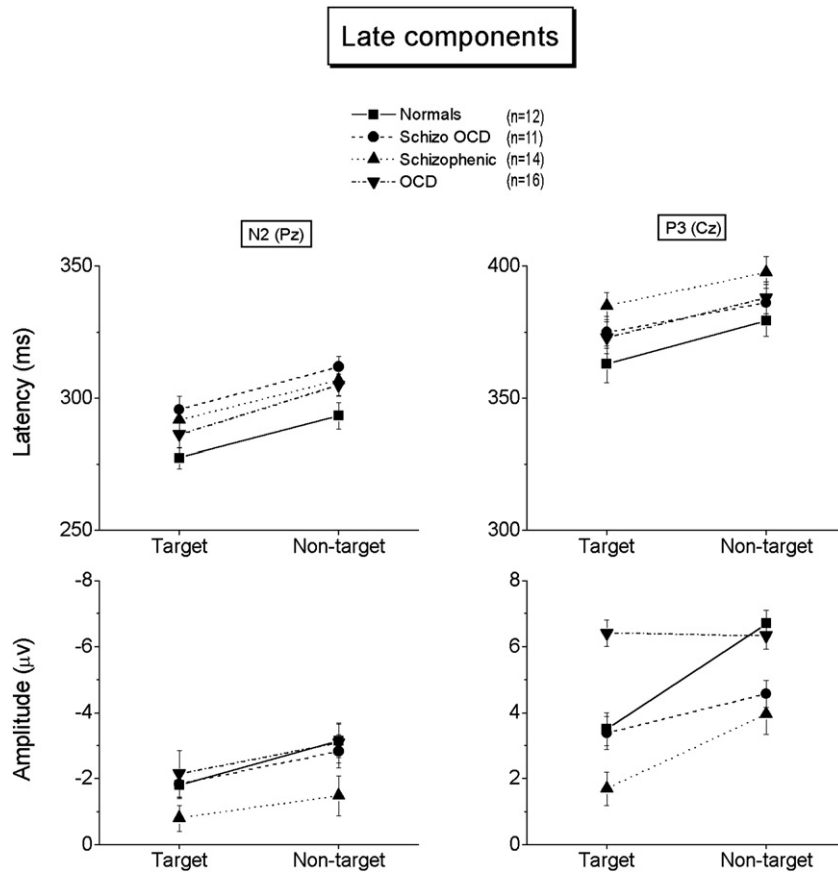 Late components
Normals (n=12)
Schizo OCD (n=11)
Schizophenic (n=14)
OCD (n=16)
N2 (Pz)
P3 (Cz)
Latency (ms)
350
300
250
Target Non-target
400
350
300
Target Non-target
Amplitude (μv)
-8
-6
-4
-2
0
Target Non-target
8
6
4
2
0
Target Non-target